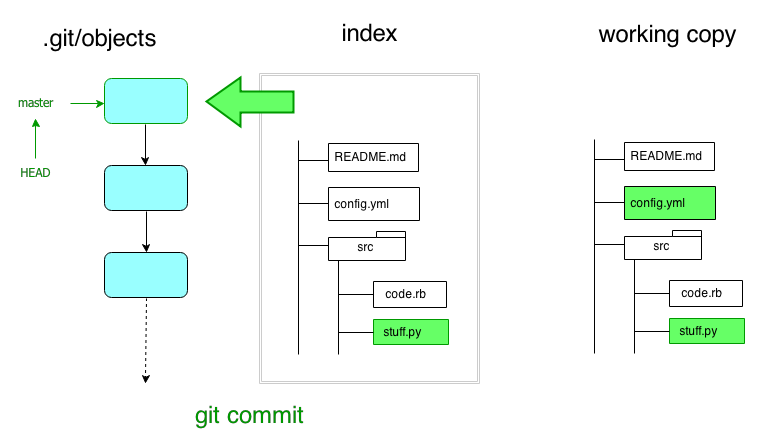 .git/objects
index
working copy
master
HEAD
README.md
config.yml
src
code.rb
stuff.py
README.md
config.yml
src
code.rb
stuff.py
git commit